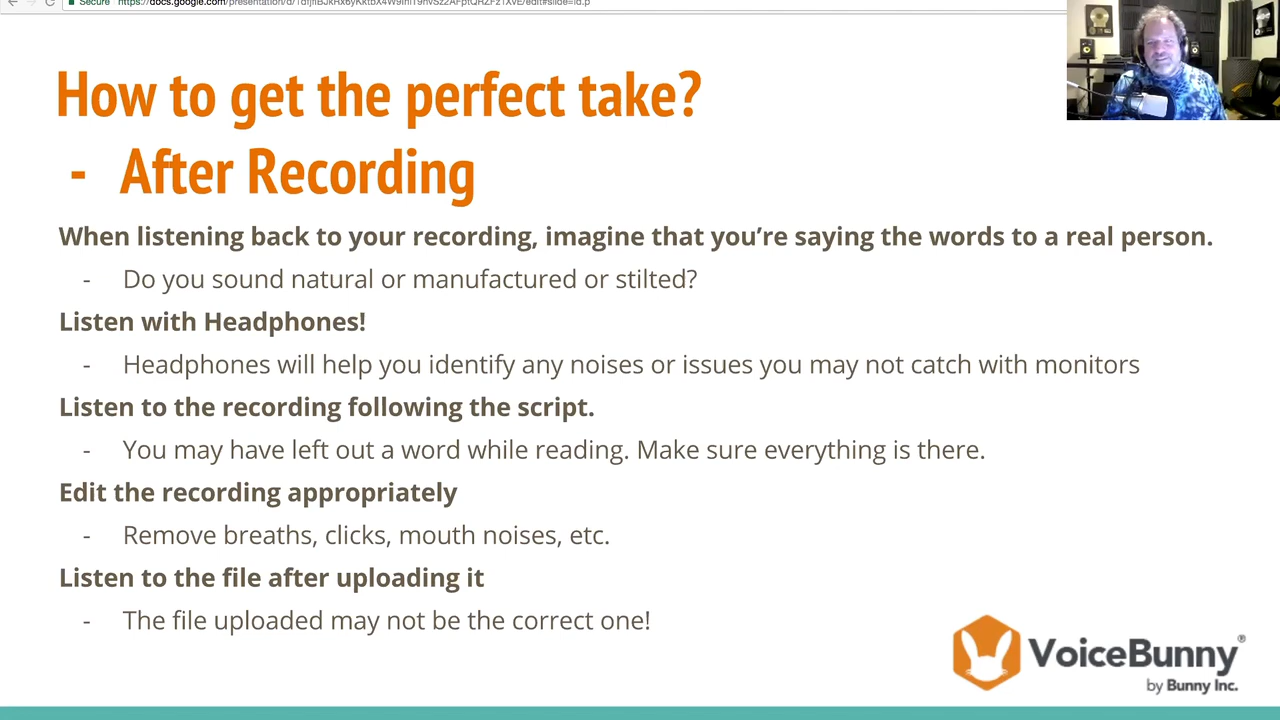 Secure
How to get the perfect take?
- After Recording
When listening back to your recording, imagine that you're saying the words to a real person.
- Do you sound natural or manufactured or stilted?
Listen with Headphones!
- Headphones will help you identify any noises or issues you may not catch with monitors
Listen to the recording following the script.
- You may have left out a word while reading. Make sure everything is there.
Edit the recording appropriately
- Remove breaths, clicks, mouth noises, etc.
Listen to the file after uploading it
- The file uploaded may not be the correct one!
VoiceBunny®
by Bunny Inc.